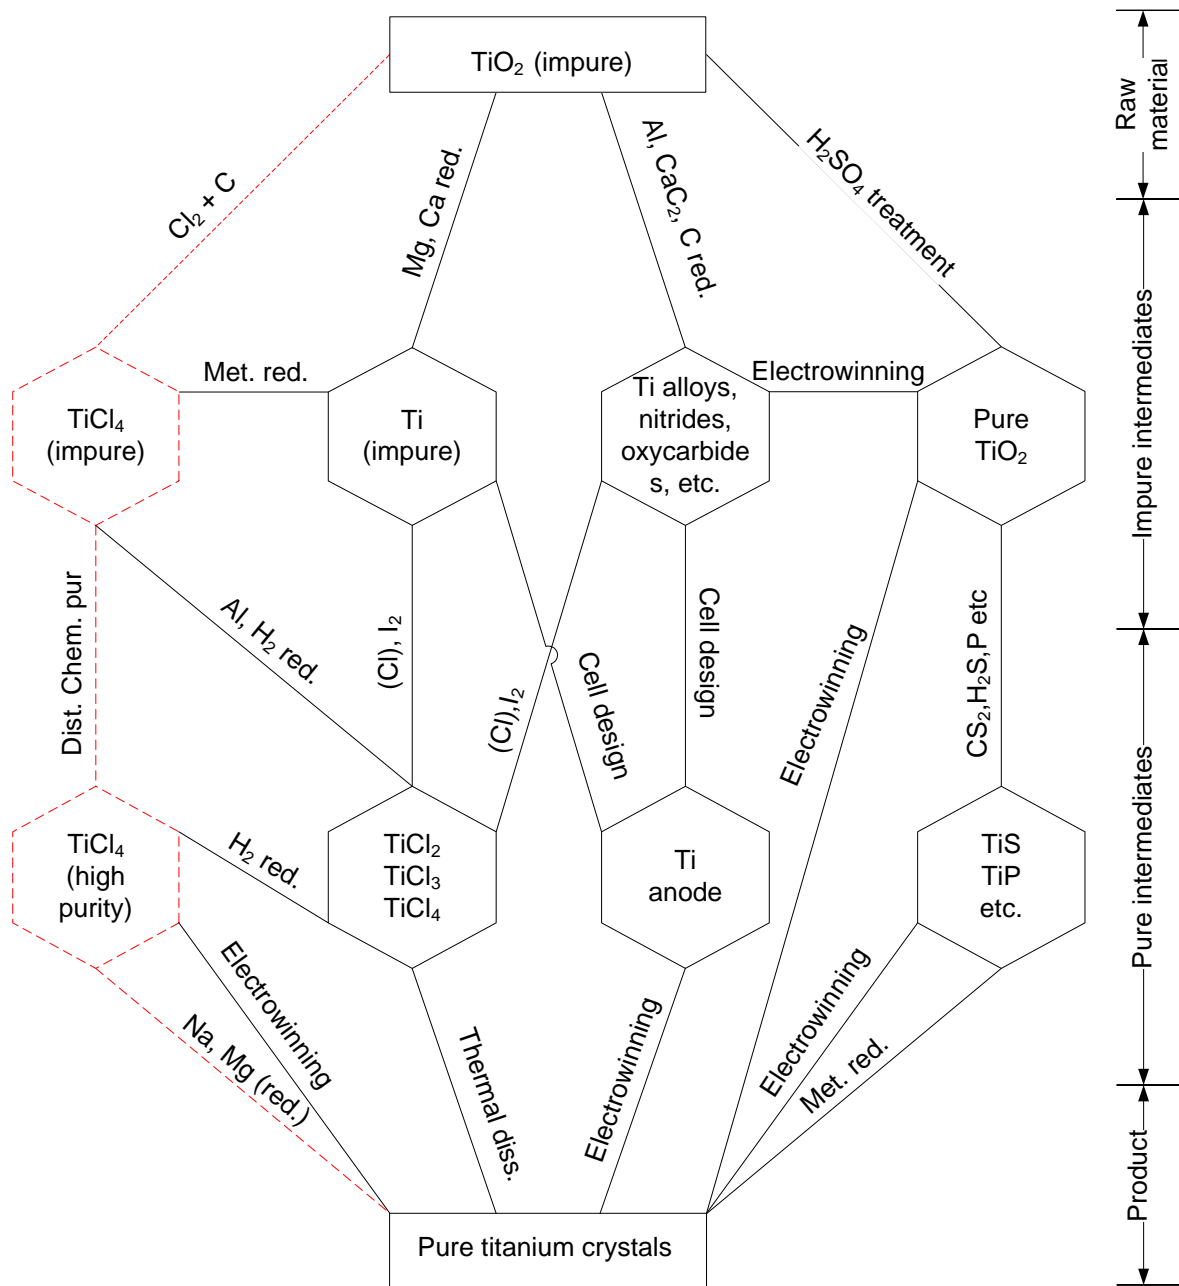 TiO₂ (impure)
Raw
material
Cl₂ + C
Mg, Ca red.
Al, CaC₂, C red.
H₂SO₄ treatment
Impure intermediates
TiCl₄
(impure)
Met. red.
Ti
(impure)
Ti alloys,
nitrides,
oxycarbide
s, etc.
Electrowinning
Pure
TiO₂
Dist. Chem. pur
Al, H₂ red.
(Cl), I₂
(Cl),I₂
Cell design
Cell design
Electrowinning
CS₂,H₂S,P etc
Pure intermediates
TiCl₄
(high
purity)
H₂ red.
TiCl₂
TiCl₃
TiCl₄
Ti
anode
TiS
TiP
etc.
Na, Mg (red.)
Electrowinning
Thermal diss.
Electrowinning
Electrowinning
Met. red.
Product
Pure titanium crystals